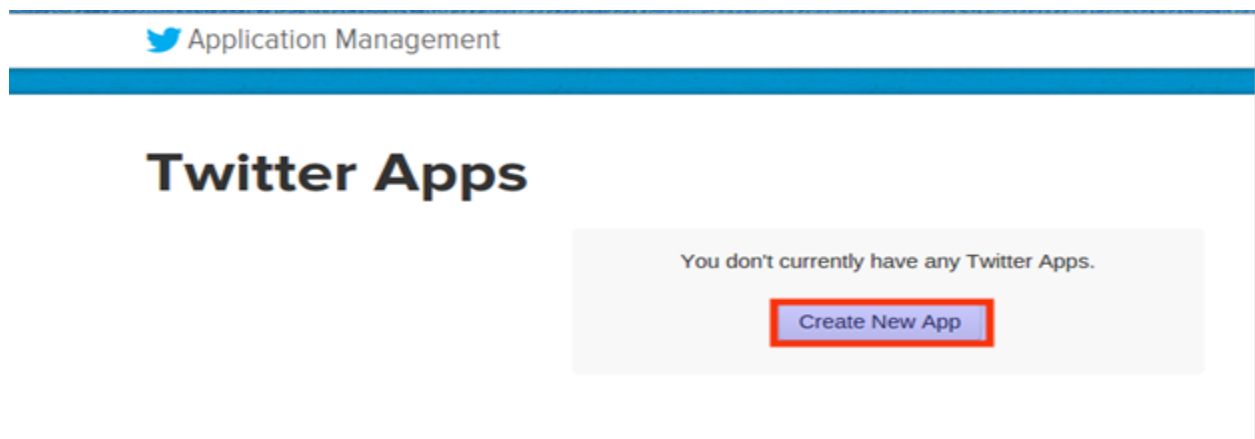 Application Management
Twitter Apps
You don't currently have any Twitter Apps.
Create New App